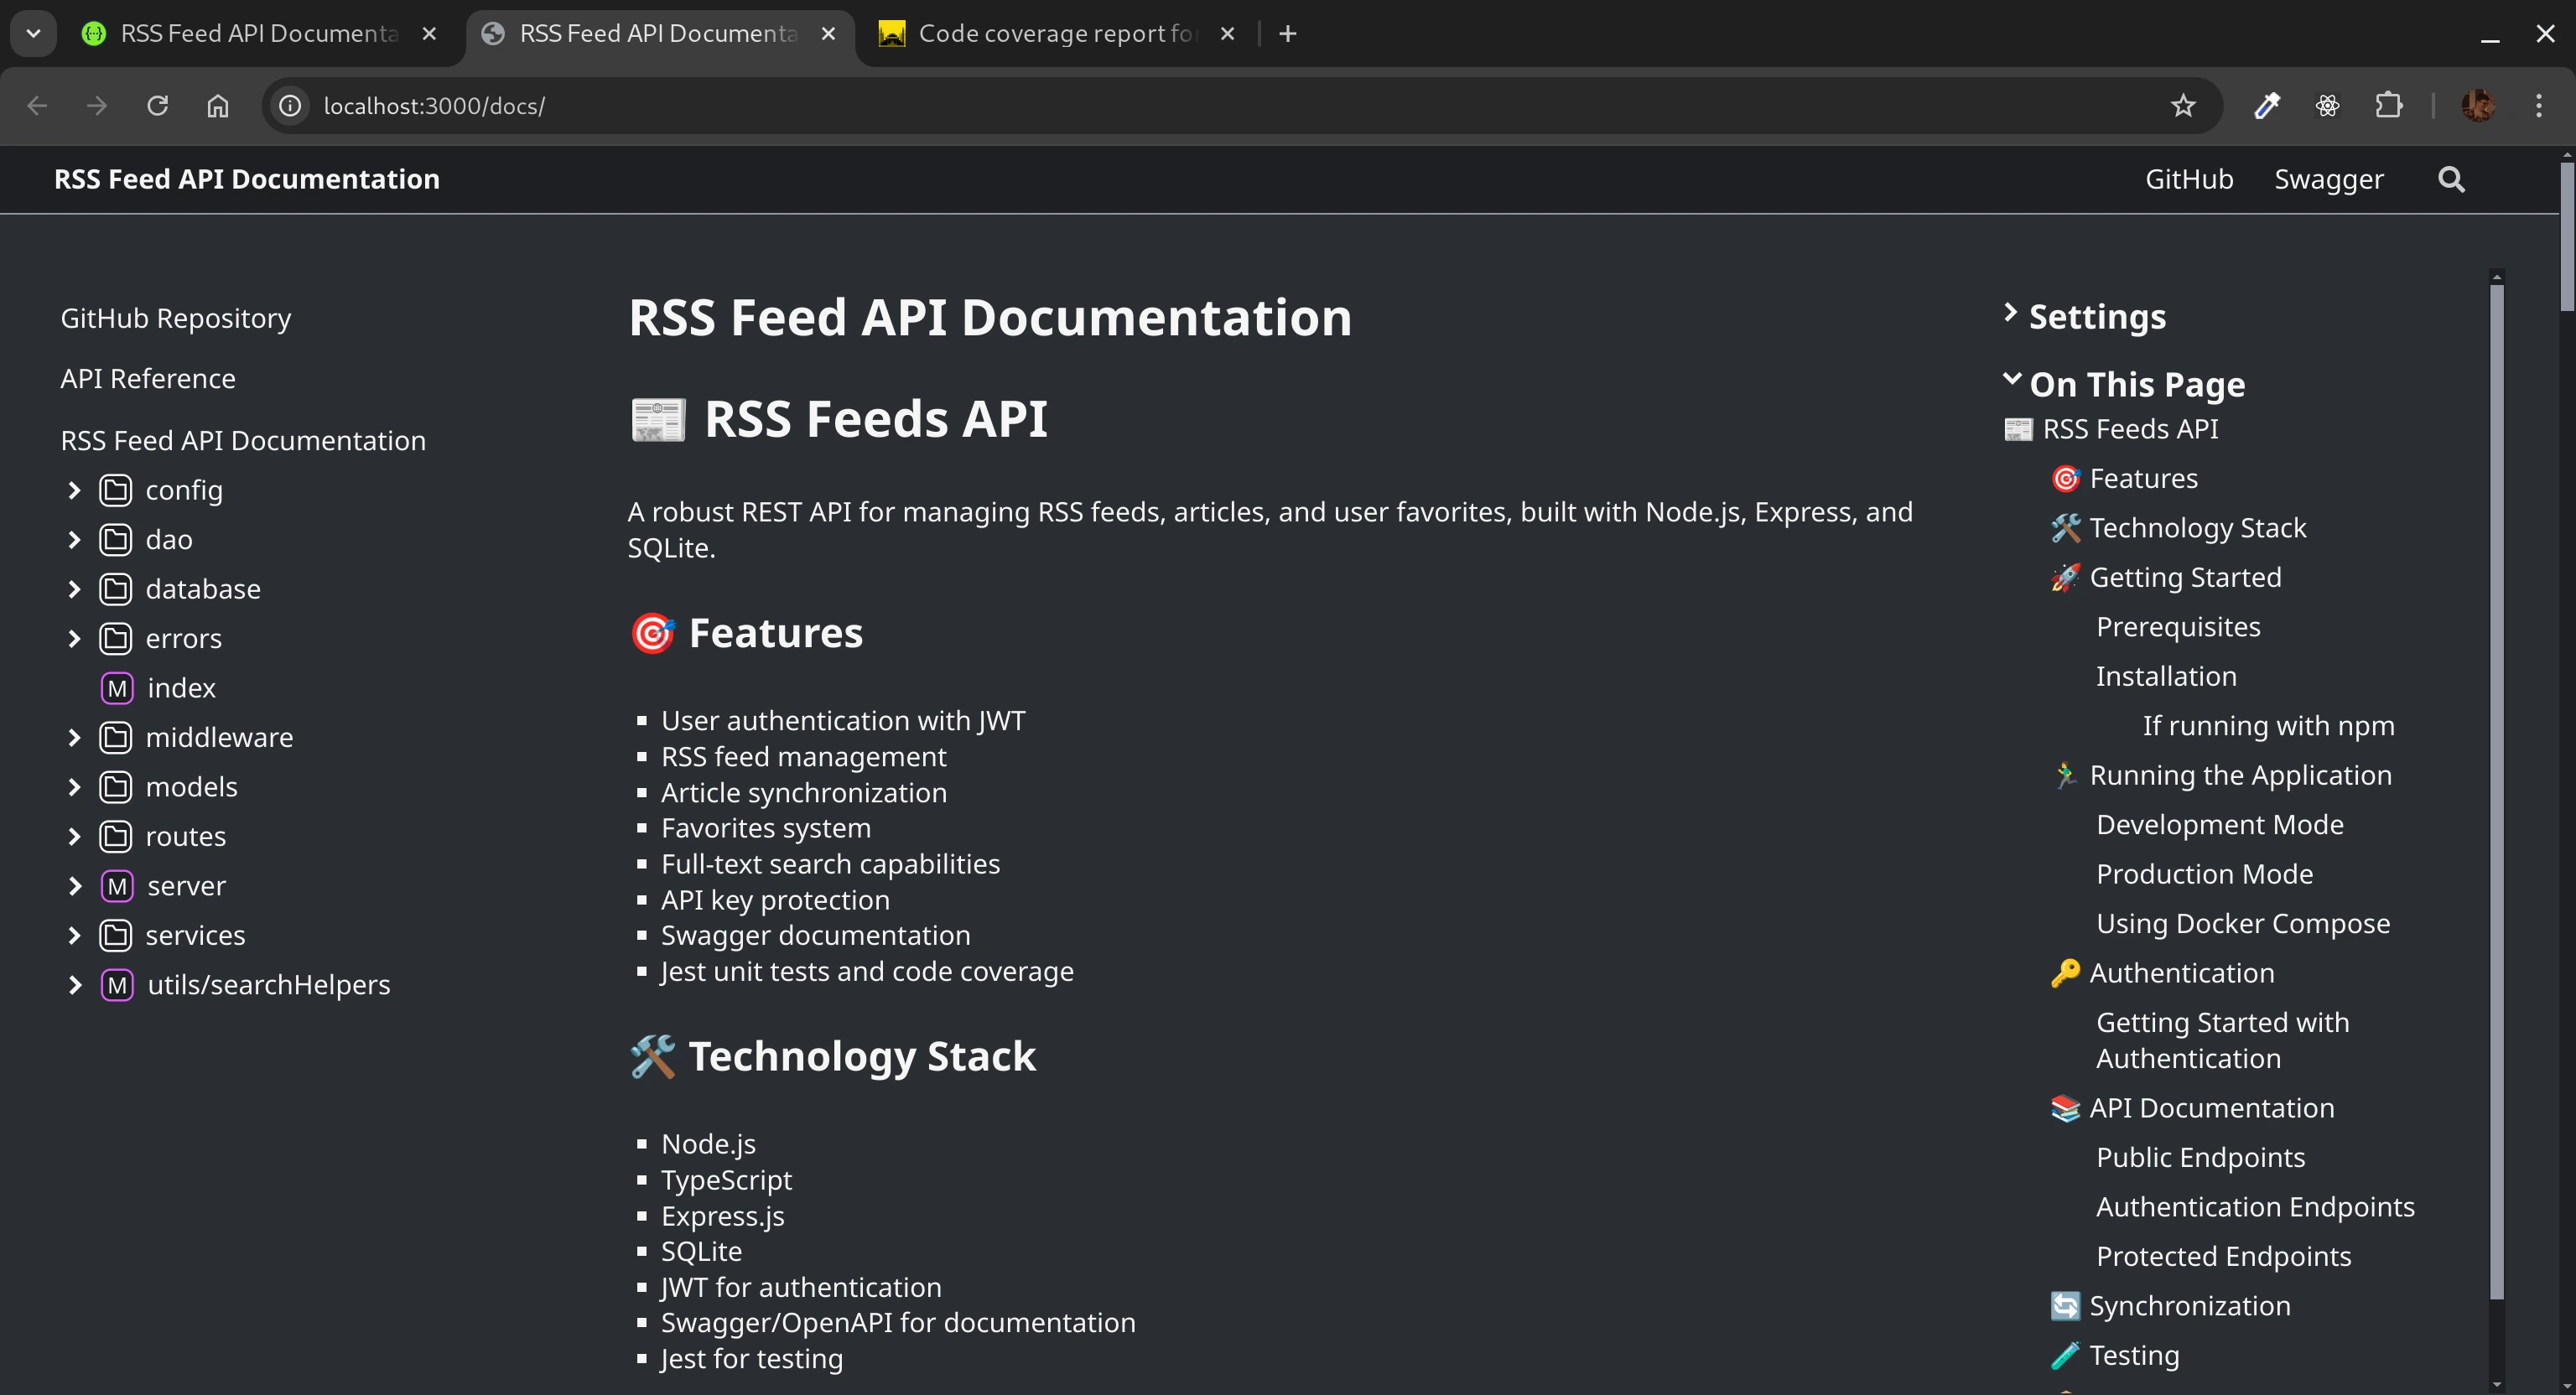 RSS Feed API Documenta
RSS Feed API Documenta
Code coverage report for
localhost:3000/docs/
RSS Feed API Documentation
GitHub
Swagger
GitHub Repository
API Reference
RSS Feed API Documentation
config
dao
database
errors
M index
middleware
models
routes
M server
services
M utils/searchHelpers
RSS Feed API Documentation
📰 RSS Feeds API
A robust REST API for managing RSS feeds, articles, and user favorites, built with Node.js, Express, and
SQLite.
🎯 Features
▪ User authentication with JWT
▪ RSS feed management
▪ Article synchronization
▪ Favorites system
▪ Full-text search capabilities
▪ API key protection
▪ Swagger documentation
▪ Jest unit tests and code coverage
🛠️ Technology Stack
▪ Node.js
▪ TypeScript
▪ Express.js
▪ SQLite
▪ JWT for authentication
▪ Swagger/OpenAPI for documentation
▪ Jest for testing
Settings
On This Page
📰 RSS Feeds API
🎯 Features
🛠️ Technology Stack
🚀 Getting Started
Prerequisites
Installation
If running with npm
🏃‍♂️ Running the Application
Development Mode
Production Mode
Using Docker Compose
🔑 Authentication
Getting Started with
Authentication
📚 API Documentation
Public Endpoints
Authentication Endpoints
Protected Endpoints
🔄 Synchronization
🧪 Testing